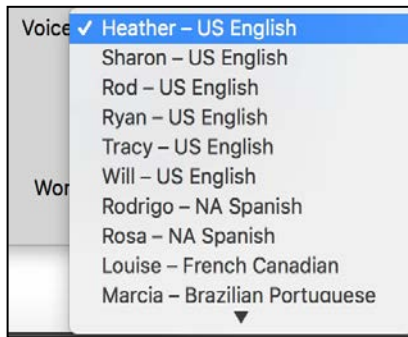 Voice ✓ Heather – US English
Sharon – US English
Rod – US English
Ryan – US English
Tracy – US English
Will – US English
Wor
Rodrigo – NA Spanish
Rosa – NA Spanish
Louise – French Canadian
Marcia – Brazilian Portuguese